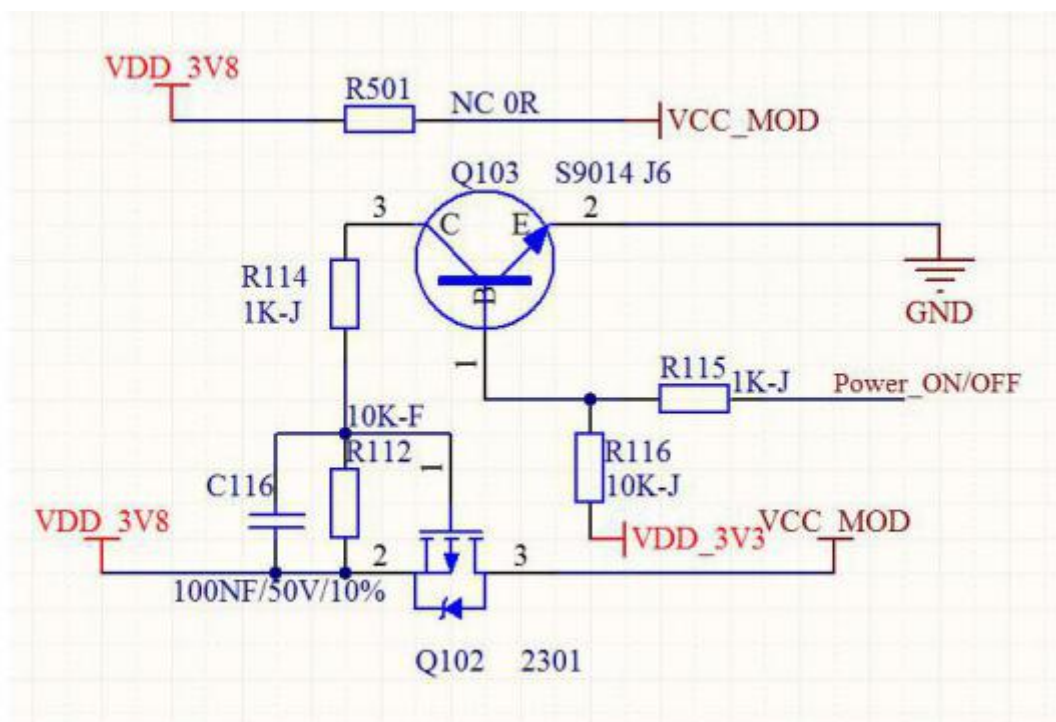 VDD_3V8
R501
NC 0R
VCC_MOD
Q103
S9014 J6
3
C
E
2
B
R114
1K-J
GND
1
R115
1K-J
Power_ON/OFF
10K-F
R112
1
R116
10K-J
C116
VDD_3V8
2
3
VDD_3V3
VCC_MOD
100NF/50V/10%
Q102
2301